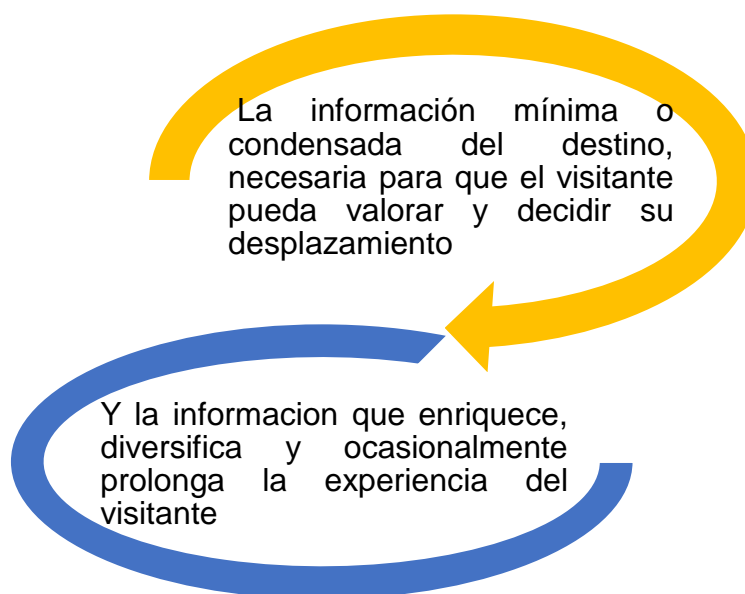 La información mínima o
condensada del destino,
necesaria para que el visitante
pueda valorar y decidir su
desplazamiento
Y la informacion que enriquece,
diversifica y ocasionalmente
prolonga la experiencia del
visitante